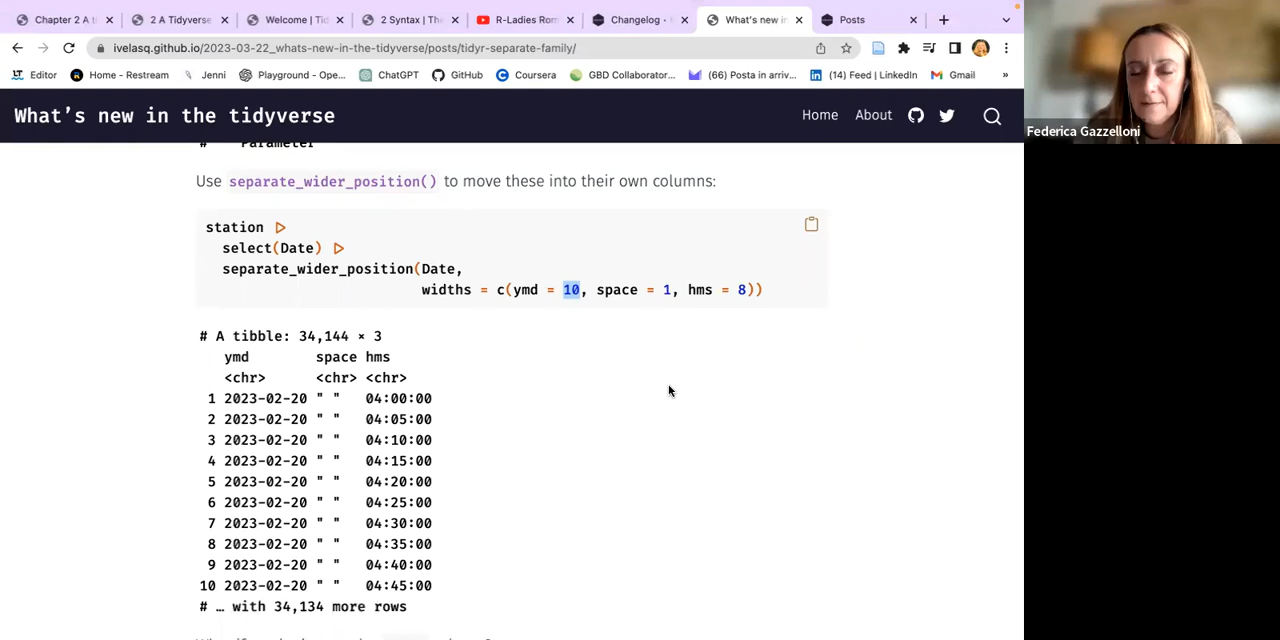 Chapter 2 A ti
2 A Tidyverse
Welcome | Tid
2 Syntax | The
R-Ladies Rom
Changelog •
What's new in
Posts
ivelasq.github.io/2023-03-22_whats-new-in-the-tidyverse/posts/tidyr-separate-family/
Editor
Home - Restream
Jenni
Playground - Ope...
ChatGPT
GitHub
Coursera
GBD Collaborator...
(66) Posta in arriv...
(14) Feed | LinkedIn
Gmail
»
What's new in the tidyverse
Home
About
Federica Gazzelloni
# Parameter
Use separate_wider_position() to move these into their own columns:
station ▷
select(Date) ▷
separate_wider_position(Date,
widths = c(ymd = 10, space = 1, hms = 8))
# A tibble: 34,144 × 3
ymd space hms
<chr> <chr> <chr>
1 2023-02-20 " " 04:00:00
2 2023-02-20 " " 04:05:00
3 2023-02-20 " " 04:10:00
4 2023-02-20 " " 04:15:00
5 2023-02-20 " " 04:20:00
6 2023-02-20 " " 04:25:00
7 2023-02-20 " " 04:30:00
8 2023-02-20 " " 04:35:00
9 2023-02-20 " " 04:40:00
10 2023-02-20 " " 04:45:00
# … with 34,134 more rows